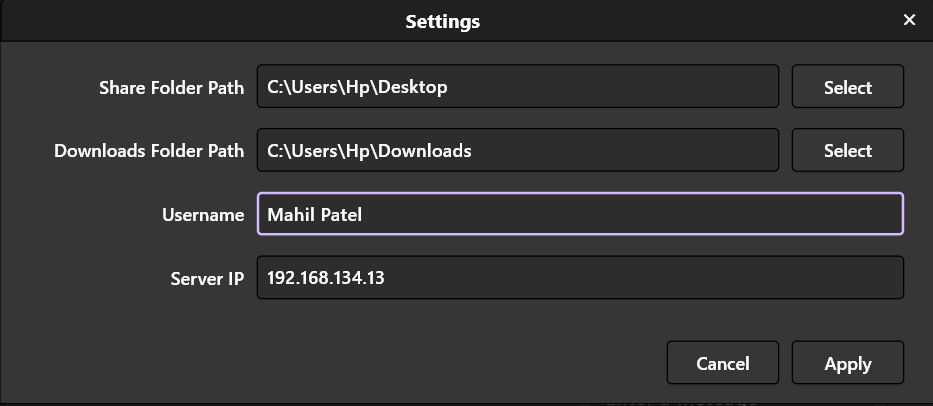 Settings
Share Folder Path C:\Users\Hp\Desktop Select
Downloads Folder Path C:\Users\Hp\Downloads Select
Username Mahil Patel
Server IP 192.168.134.13
Cancel Apply